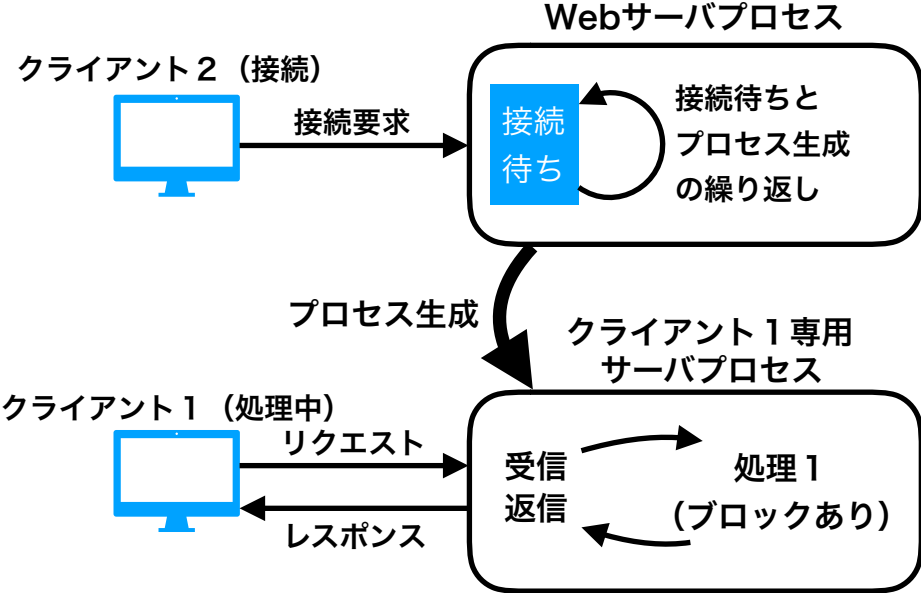 Webサーバプロセス
クライアント２（接続）
接続要求
接続
待ち
接続待ちと
プロセス生成
の繰り返し
プロセス生成
クライアント１専用
サーバプロセス
クライアント１（処理中）
リクエスト
レスポンス
受信
返信
処理１
（ブロックあり）